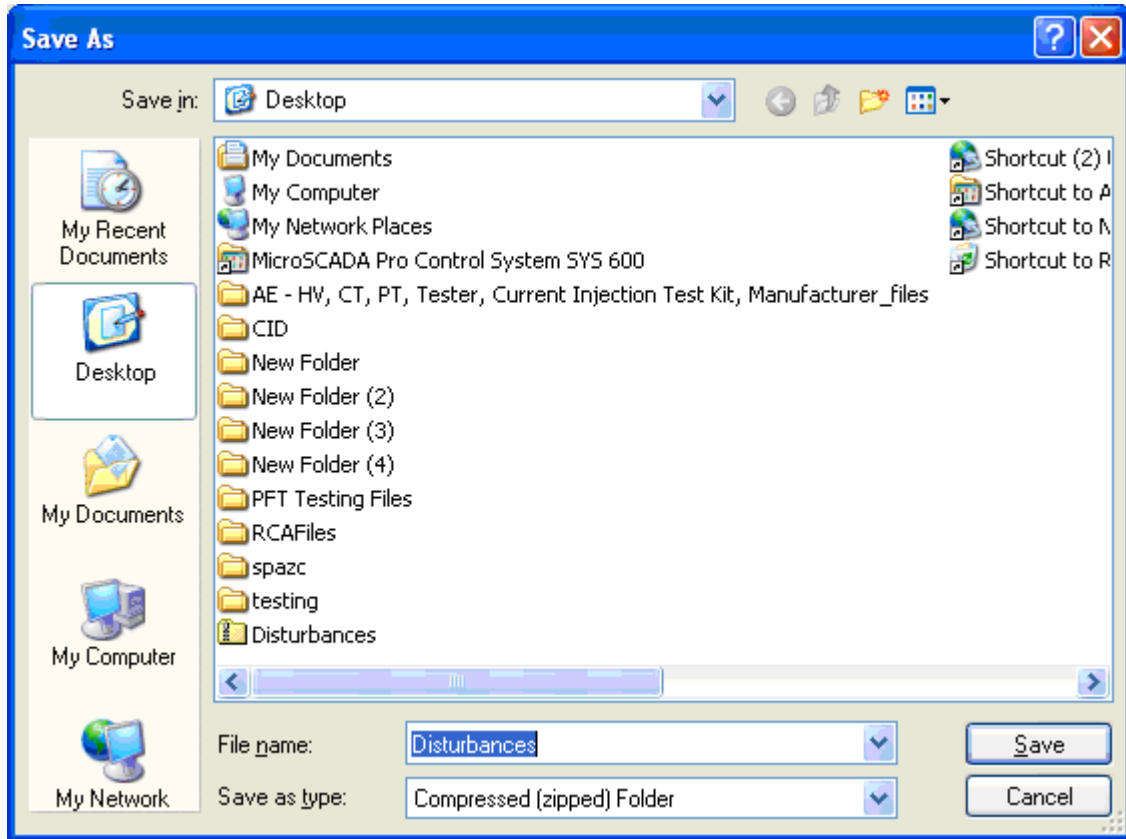 Save As
Save in:
Desktop
My Recent
Documents
Desktop
My Documents
My Computer
My Network
My Documents
My Computer
My Network Places
MicroSCADA Pro Control System SYS 600
AE - HV, CT, PT, Tester, Current Injection Test Kit, Manufacturer_files
CID
New Folder
New Folder (2)
New Folder (3)
New Folder (4)
PFT Testing Files
RCAFiles
spazc
testing
Disturbances
Shortcut (2)
Shortcut to A
Shortcut to
Shortcut to R
File name:
Disturbances
Save
Save as type:
Compressed (zipped) Folder
Cancel